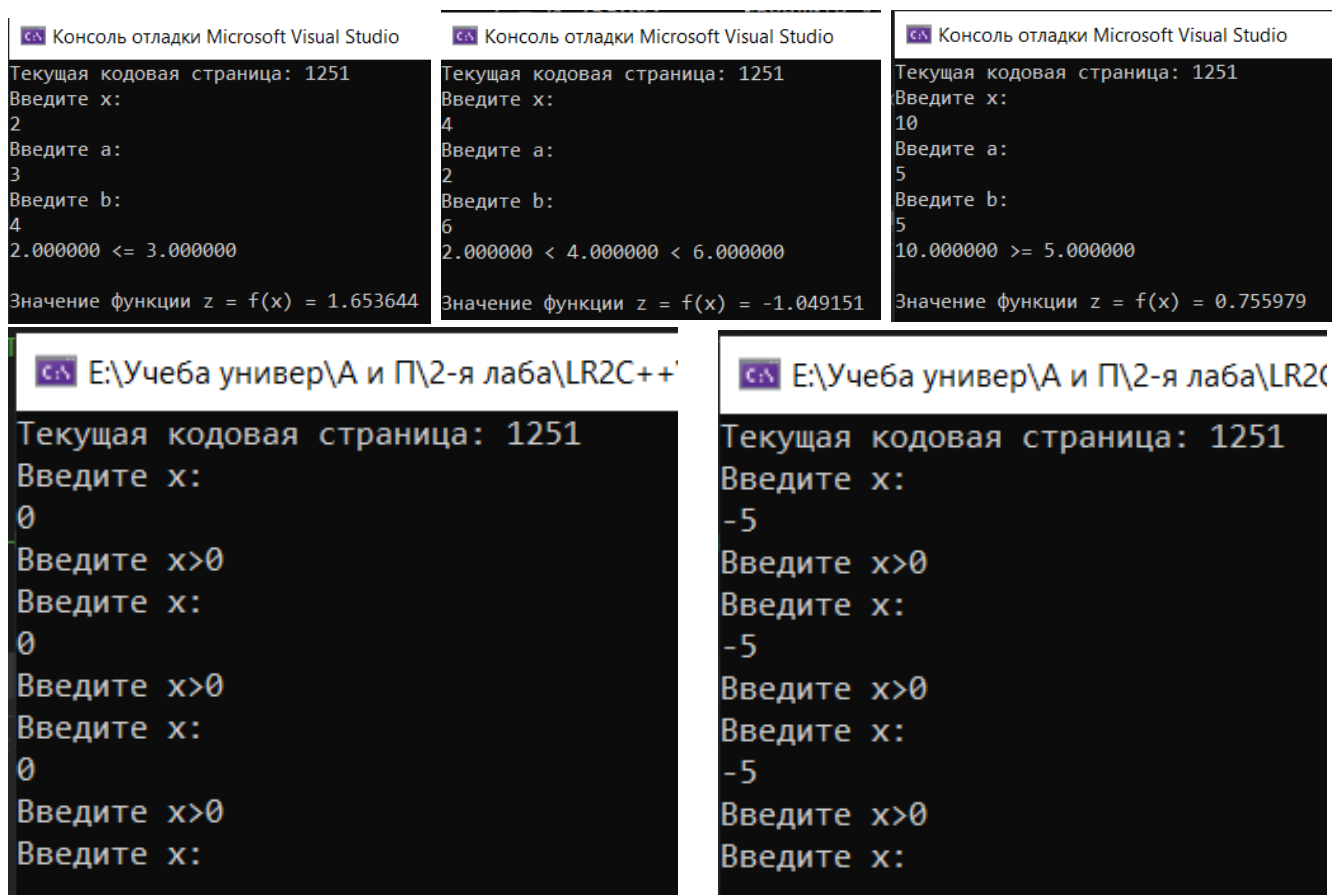 Консоль отладки Microsoft Visual Studio
Текущая кодовая страница: 1251
Введите x:
2
Введите a:
3
Введите b:
4
2.000000 <= 3.000000
Значение функции z = f(x) = 1.653644
Консоль отладки Microsoft Visual Studio
Текущая кодовая страница: 1251
Введите x:
4
Введите a:
2
Введите b:
6
2.000000 < 4.000000 < 6.000000
Значение функции z = f(x) = -1.049151
Консоль отладки Microsoft Visual Studio
Текущая кодовая страница: 1251
Введите x:
10
Введите a:
5
Введите b:
5
10.000000 >= 5.000000
Значение функции z = f(x) = 0.755979
E:\Учеба универ\А и П\2-я лаба\LR2C++
Текущая кодовая страница: 1251
Введите x:
0
Введите x>0
Введите x:
0
Введите x>0
Введите x:
0
Введите x>0
Введите x:
E:\Учеба универ\А и П\2-я лаба\LR2C
Текущая кодовая страница: 1251
Введите x:
-5
Введите x>0
Введите x:
-5
Введите x>0
Введите x:
-5
Введите x>0
Введите x: